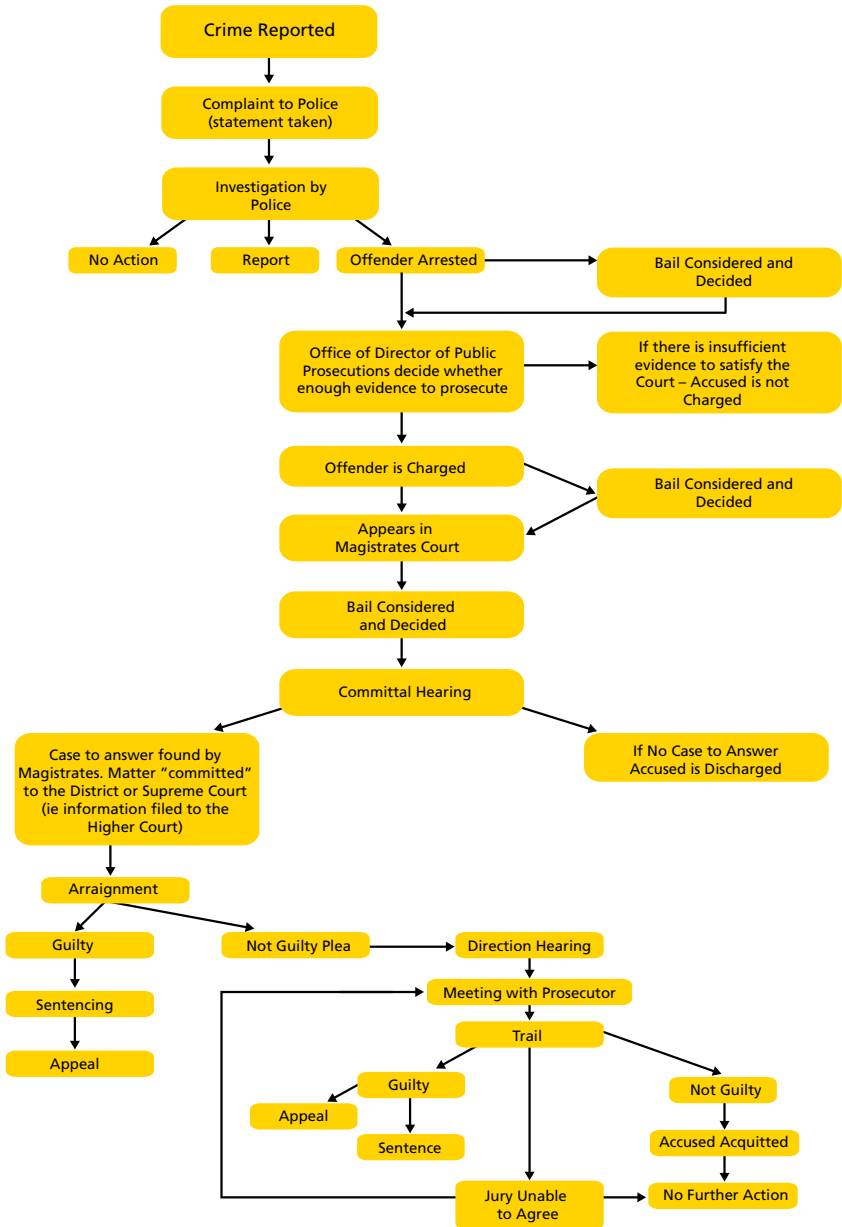 Crime Reported
Complaint to Police
(statement taken)
Investigation by
Police
No Action
Report
Offender Arrested
Bail Considered and
Decided
Office of Director of Public
Prosecutions decide whether
enough evidence to prosecute
If there is insufficient
evidence to satisfy the
Court – Accused is not
Charged
Offender is Charged
Bail Considered and
Decided
Appears in
Magistrates Court
Bail Considered
and Decided
Committal Hearing
Case to answer found by
Magistrates. Matter “committed”
to the District or Supreme Court
(ie information filed to the
Higher Court)
If No Case to Answer
Accused is Discharged
Arraignment
Guilty
Not Guilty Plea
Direction Hearing
Sentencing
Meeting with Prosecutor
Appeal
Trail
Guilty
Not Guilty
Appeal
Sentence
Accused Acquitted
Jury Unable
to Agree
No Further Action